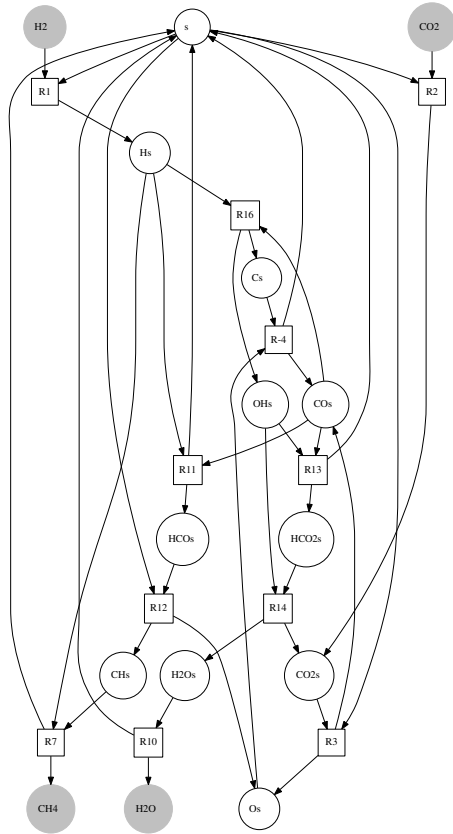 H2
s
CO2
R1
R2
Hs
R16
Cs
R-4
OHs
COs
R11
R13
HCOs
HCO2s
R12
R14
CHs
H2Os
CO2s
R7
R10
R3
CH4
H2O
Os